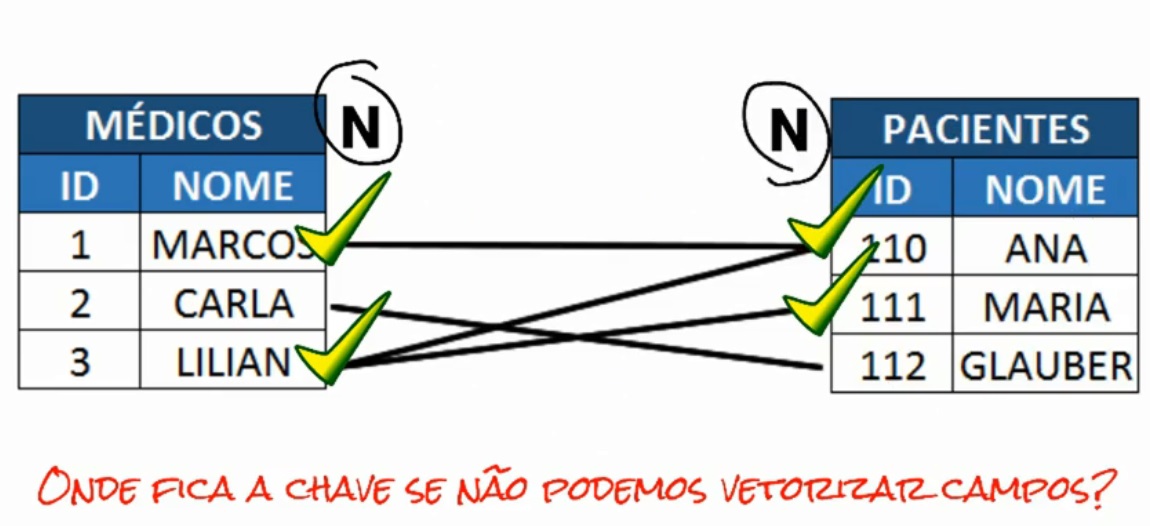 MÉDICOS N N PACIENTES
ID NOME ID NOME
1 MARCOS 110 ANA
2 CARLA 111 MARIA
3 LILIAN 112 GLAUBER
ONDE FICA A CHAVE SE NÃO PODEMOS VETORIZAR CAMPOS?